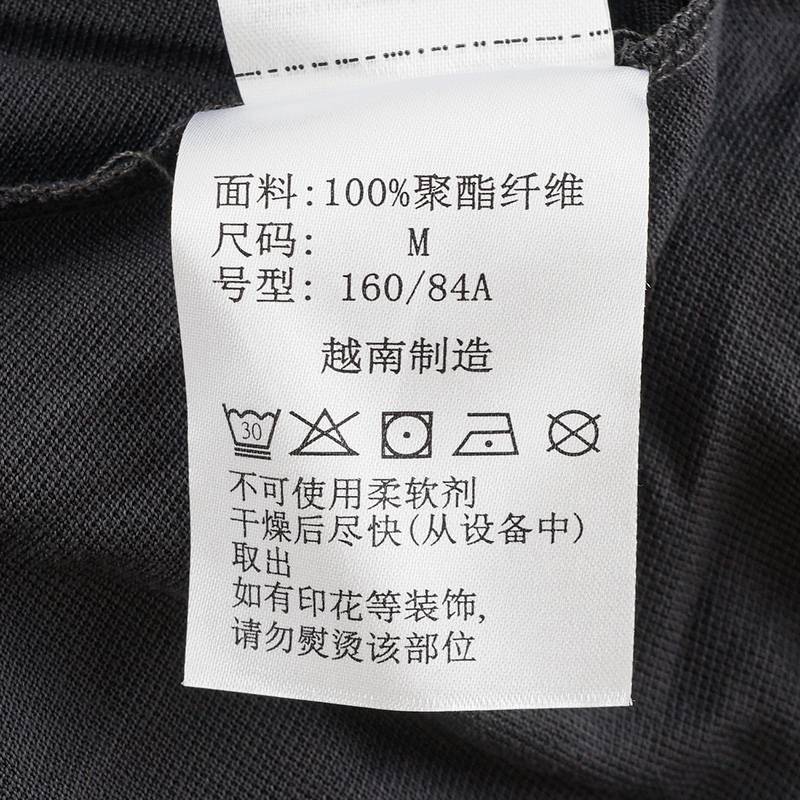 面料:100%聚酯纤维
尺码: M
号型: 160/84A
越南制造
30
不可使用柔软剂
干燥后尽快(从设备中)
取出
如有印花等装饰,
请勿熨烫该部位